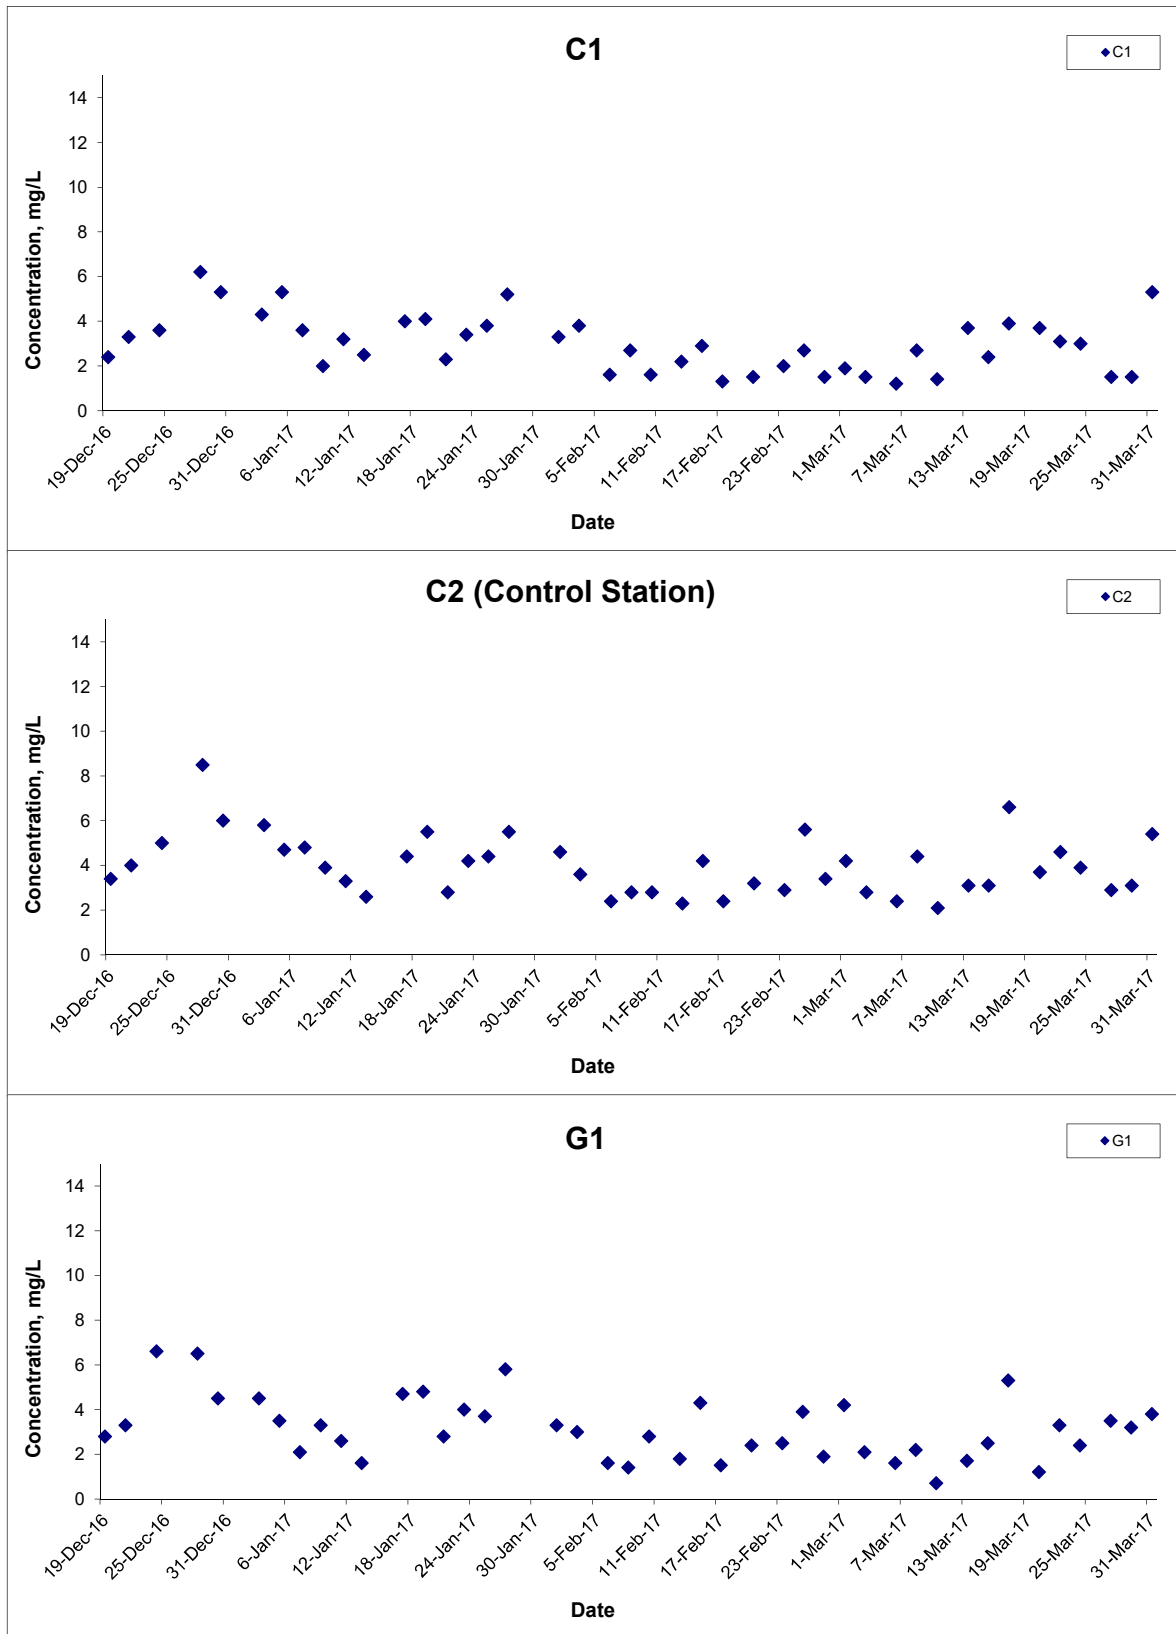 C1
C1
14
12
10
8
6
4
2
0
Concentration, mg/L
19-Dec-16 25-Dec-16 31-Dec-16 6-Jan-17 12-Jan-17 18-Jan-17 24-Jan-17 30-Jan-17 5-Feb-17 11-Feb-17 17-Feb-17 23-Feb-17 1-Mar-17 7-Mar-17 13-Mar-17 19-Mar-17 25-Mar-17 31-Mar-17
Date
C2 (Control Station)
C2
14
12
10
8
6
4
2
0
Concentration, mg/L
19-Dec-16 25-Dec-16 31-Dec-16 6-Jan-17 12-Jan-17 18-Jan-17 24-Jan-17 30-Jan-17 5-Feb-17 11-Feb-17 17-Feb-17 23-Feb-17 1-Mar-17 7-Mar-17 13-Mar-17 19-Mar-17 25-Mar-17 31-Mar-17
Date
G1
G1
14
12
10
8
6
4
2
0
Concentration, mg/L
19-Dec-16 25-Dec-16 31-Dec-16 6-Jan-17 12-Jan-17 18-Jan-17 24-Jan-17 30-Jan-17 5-Feb-17 11-Feb-17 17-Feb-17 23-Feb-17 1-Mar-17 7-Mar-17 13-Mar-17 19-Mar-17 25-Mar-17 31-Mar-17
Date